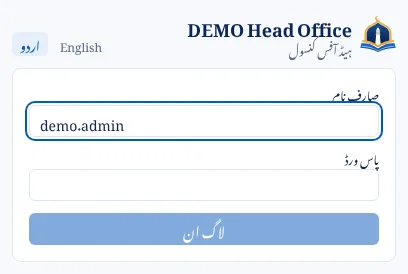 DEMO Head Office
ہیڈ آفس کنسول
اردو
English
صارف نام
demo.admin
پاس ورڈ
لاگ ان